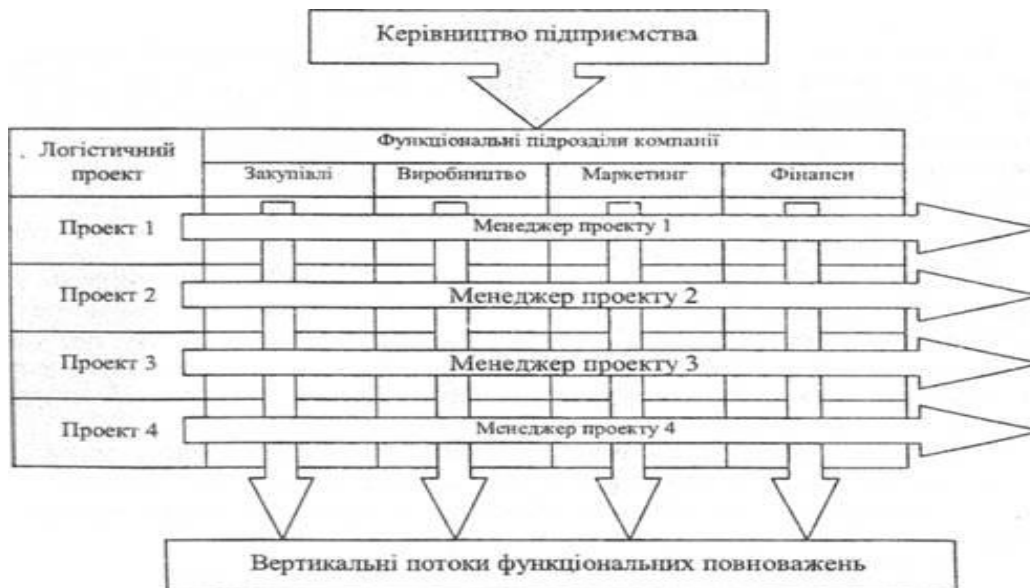 Керівництво підприємства
Логістичний
проект
Функціональні підрозділи компанії
Закупівлі
Виробництво
Маркетинг
Фінанси
Проект 1
Менеджер проекту 1
Проект 2
Менеджер проекту 2
Проект 3
Менеджер проекту 3
Проект 4
Менеджер проекту 4
Вертикальні потоки функціональних повноважень